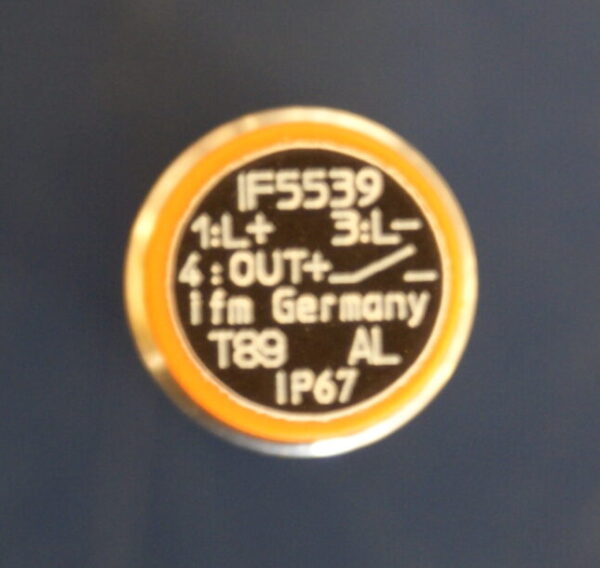 IF5539
1:L+ 3:L-
4:OUT+
ifm Germany
T89 AL
IP67